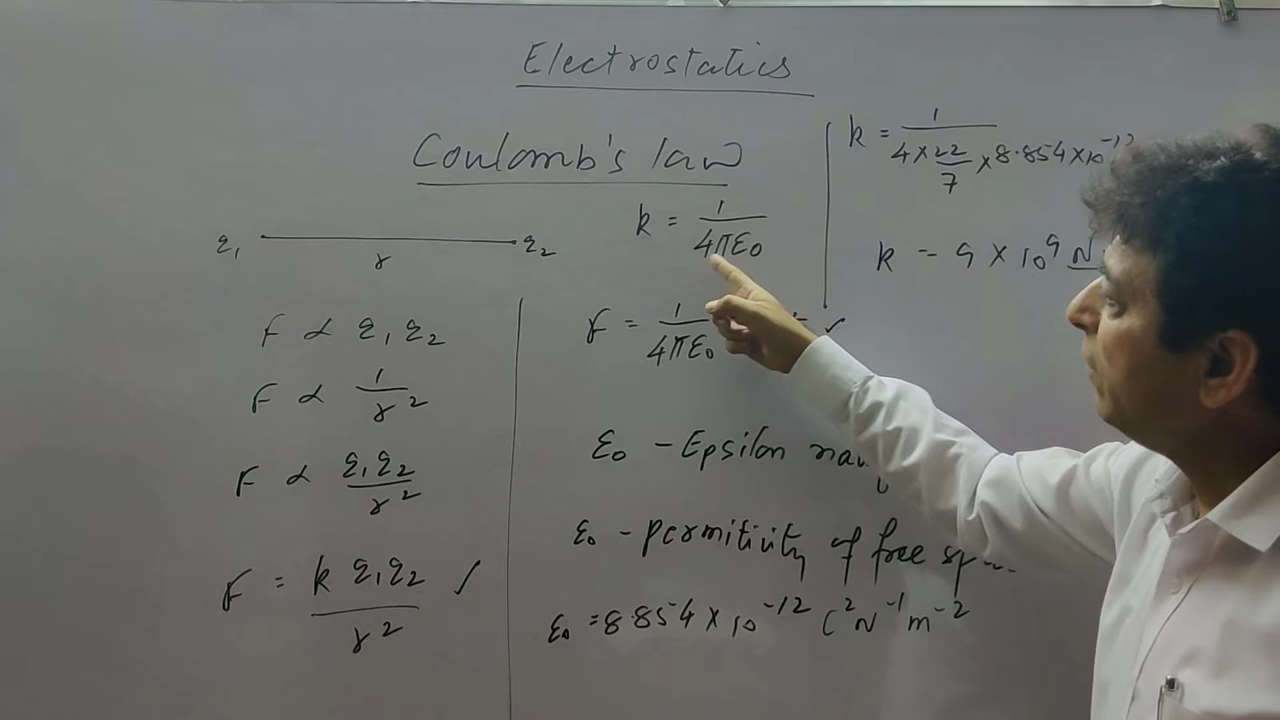 Electrostatics
Coulomb's law
q₁ r q₂
F ∝ q₁q₂
F ∝ 1/r²
F ∝ q₁q₂/r²
F = k q₁q₂/r² ✓
k = 1/4πε₀
F = 1/4πε₀ ✓
ε₀ - Epsilon
ε₀ - permitivity of free
ε₀ = 8.854 × 10⁻¹² C²N⁻¹m⁻²
k = 1/(4 × 22/7 × 8.854 × 10⁻¹²)
k = 9 × 10⁹ N